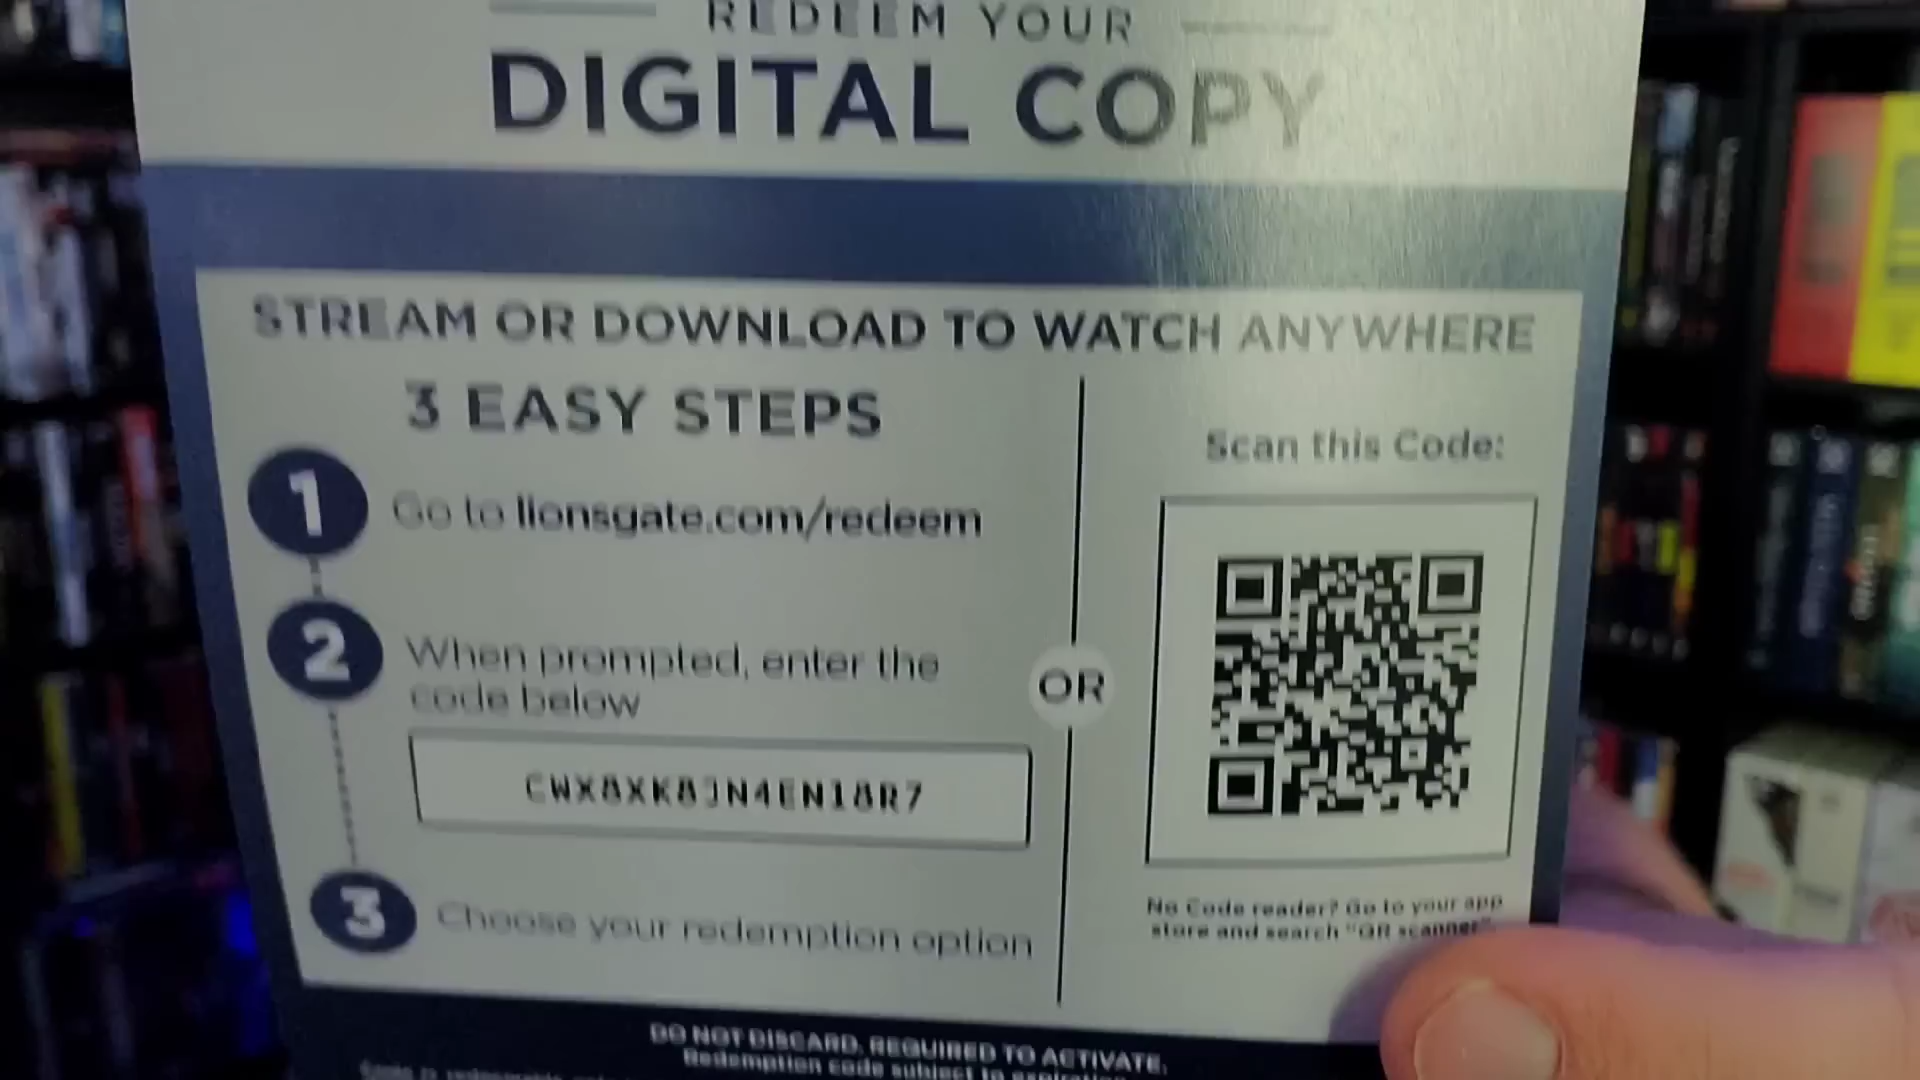 REDEEM YOUR
DIGITAL COPY
STREAM OR DOWNLOAD TO WATCH ANYWHERE
3 EASY STEPS
1 Go to lionsgate.com/redeem
2 When prompted, enter the
code below
CWX8XK8JN4EN18R7
3 Choose your redemption option
OR
Scan this Code:
No Code reader? Go to your app
store and search "QR scanner".
DO NOT DISCARD. REQUIRED TO ACTIVATE.
Redemption code subject to expiration.